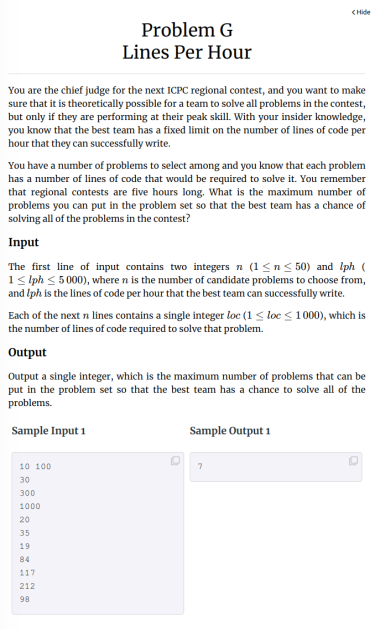 < Hide
Problem G
Lines Per Hour
You are the chief judge for the next ICPC regional contest, and you want to make
sure that it is theoretically possible for a team to solve all problems in the contest,
but only if they are performing at their peak skill. With your insider knowledge,
you know that the best team has a fixed limit on the number of lines of code per
hour that they can successfully write.
You have a number of problems to select among and you know that each problem
has a number of lines of code that would be required to solve it. You remember
that regional contests are five hours long. What is the maximum number of
problems you can put in the problem set so that the best team has a chance of
solving all of the problems in the contest?
Input
The first line of input contains two integers n (1 ≤ n ≤ 50) and lph (
1 ≤ lph ≤ 5 000), where n is the number of candidate problems to choose from,
and lph is the lines of code per hour that the best team can successfully write.
Each of the next n lines contains a single integer loc (1 ≤ loc ≤ 1 000), which is
the number of lines of code required to solve that problem.
Output
Output a single integer, which is the maximum number of problems that can be
put in the problem set so that the best team has a chance to solve all of the
problems.
Sample Input 1
Sample Output 1
10 100
30
300
1000
20
35
19
84
117
212
98
7